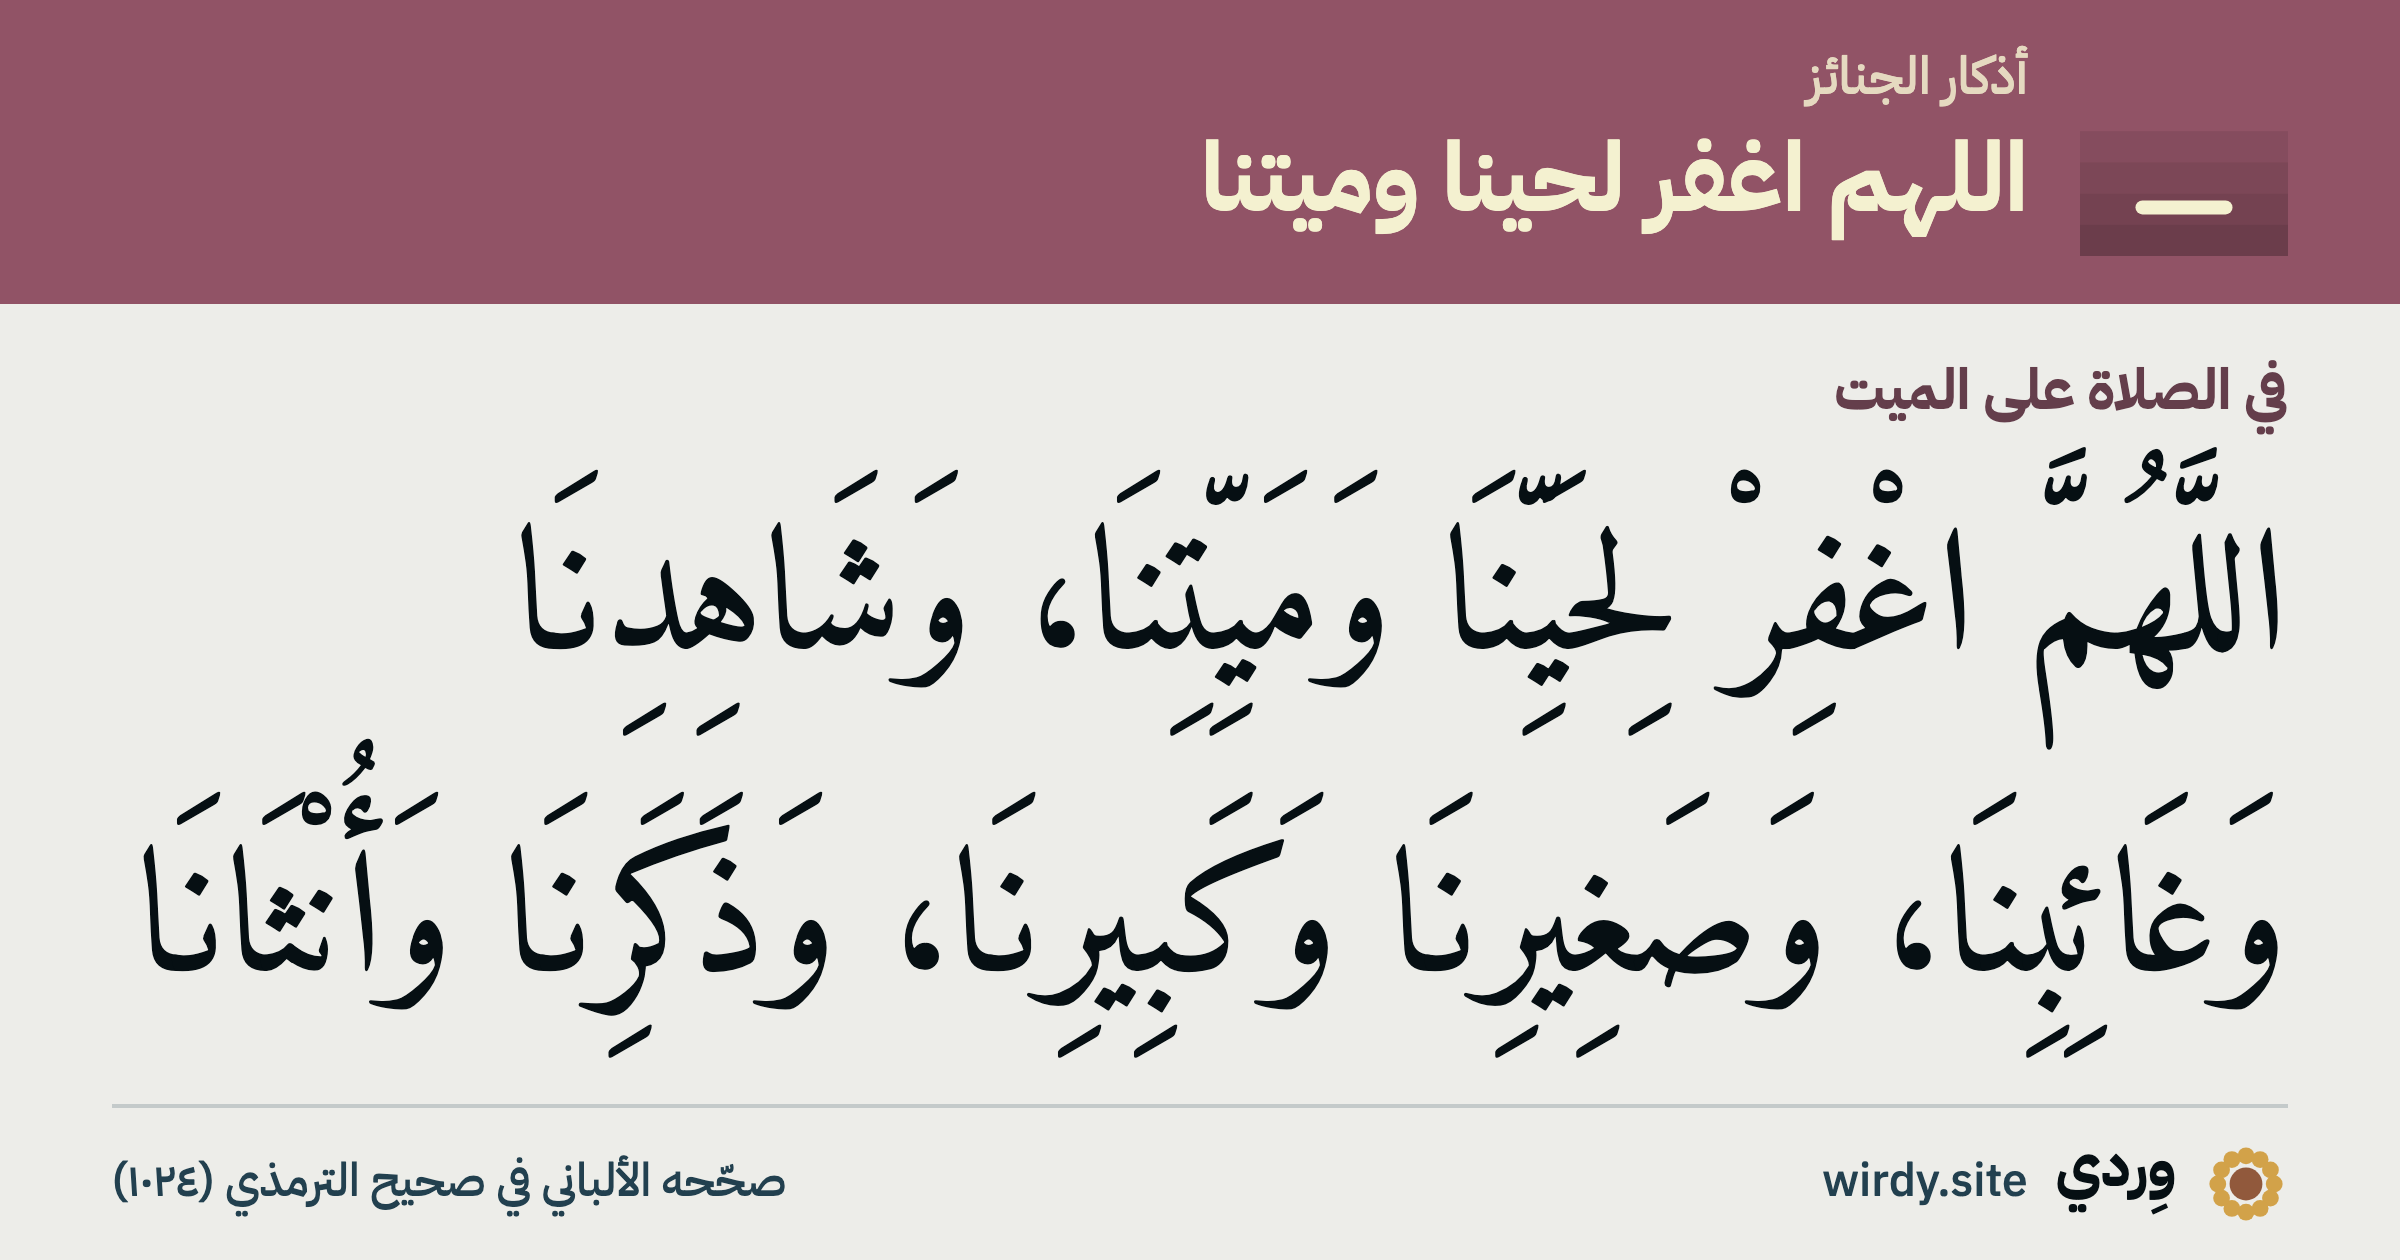 أذكار الجنائز
اللهم اغفر لحينا وميتنا
في الصلاة على الميت
اللَّهُمَّ اغْفِرْ لِحَيِّنَا وَمَيِّتِنَا، وَشَاهِدِنَا
وَغَائِبِنَا، وَصَغِيرِنَا وَكَبِيرِنَا، وَذَكَرِنَا وَأُنْثَانَا
وِردي wirdy.site
صحّحه الألباني في صحيح الترمذي (١٠٢٤)